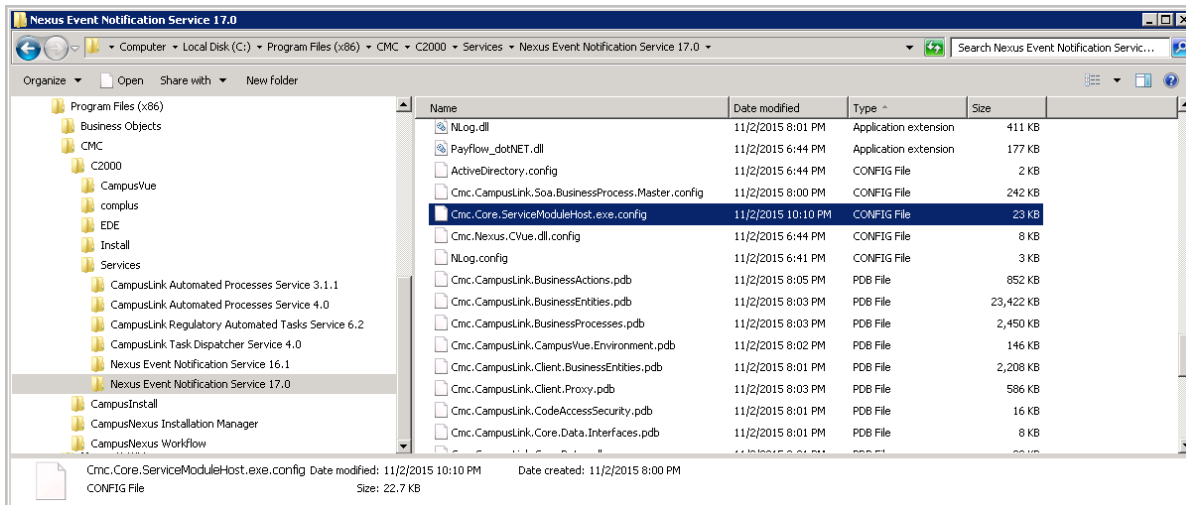 Nexus Event Notification Service 17.0
Computer Local Disk (C:) Program Files (x86) CMC C2000 Services Nexus Event Notification Service 17.0
Search Nexus Event Notification Servic...
Organize Open Share with New folder
Program Files (x86)
Business Objects
CMC
C2000
CampusVue
complus
EDE
Install
Services
CampusLink Automated Processes Service 3.1.1
CampusLink Automated Processes Service 4.0
CampusLink Regulatory Automated Tasks Service 6.2
CampusLink Task Dispatcher Service 4.0
Nexus Event Notification Service 16.1
Nexus Event Notification Service 17.0
CampusInstall
CampusNexus Installation Manager
CampusNexus Workflow
Name Date modified Type Size
NLog.dll 11/2/2015 8:01 PM Application extension 411 KB
Payflow_dotNET.dll 11/2/2015 6:44 PM Application extension 177 KB
ActiveDirectory.config 11/2/2015 6:44 PM CONFIG File 2 KB
Cmc.CampusLink.Soa.BusinessProcess.Master.config 11/2/2015 8:00 PM CONFIG File 242 KB
Cmc.Core.ServiceModuleHost.exe.config 11/2/2015 10:10 PM CONFIG File 23 KB
Cmc.Nexus.CVue.dll.config 11/2/2015 6:44 PM CONFIG File 8 KB
NLog.config 11/2/2015 6:41 PM CONFIG File 3 KB
Cmc.CampusLink.BusinessActions.pdb 11/2/2015 8:05 PM PDB File 852 KB
Cmc.CampusLink.BusinessEntities.pdb 11/2/2015 8:03 PM PDB File 23,422 KB
Cmc.CampusLink.BusinessProcesses.pdb 11/2/2015 8:03 PM PDB File 2,450 KB
Cmc.CampusLink.CampusVue.Environment.pdb 11/2/2015 8:02 PM PDB File 146 KB
Cmc.CampusLink.Client.BusinessEntities.pdb 11/2/2015 8:01 PM PDB File 2,208 KB
Cmc.CampusLink.Client.Proxy.pdb 11/2/2015 8:03 PM PDB File 586 KB
Cmc.CampusLink.CodeAccessSecurity.pdb 11/2/2015 8:01 PM PDB File 16 KB
Cmc.CampusLink.Core.Data.Interfaces.pdb 11/2/2015 8:01 PM PDB File 8 KB
Cmc.Core.ServiceModuleHost.exe.config Date modified: 11/2/2015 10:10 PM Date created: 11/2/2015 8:00 PM
CONFIG File Size: 22.7 KB